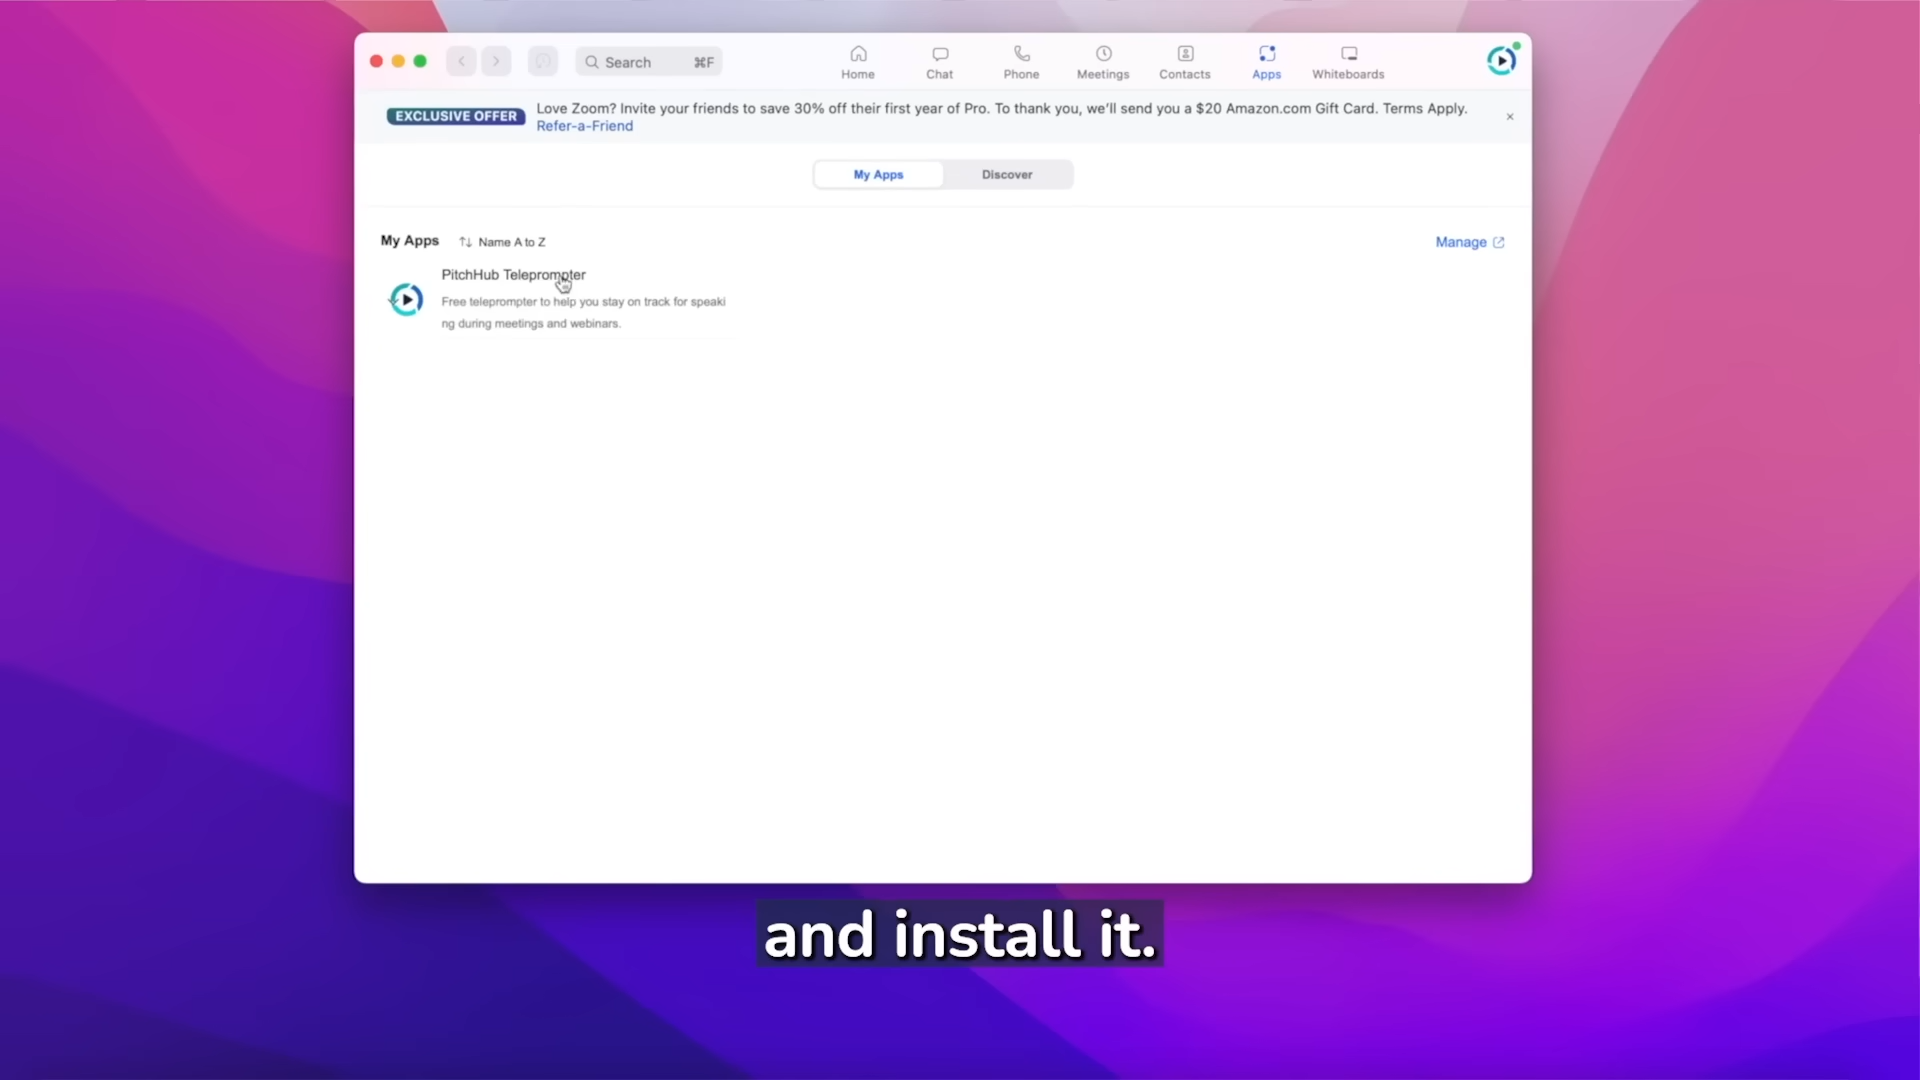 Search ⌘F
Home
Chat
Phone
Meetings
Contacts
Apps
Whiteboards
EXCLUSIVE OFFER
Love Zoom? Invite your friends to save 30% off their first year of Pro. To thank you, we'll send you a $20 Amazon.com Gift Card. Terms Apply.
Refer-a-Friend
My Apps
Discover
My Apps
Name A to Z
Manage
PitchHub Teleprompter
Free teleprompter to help you stay on track for speaki
ng during meetings and webinars.
and install it.